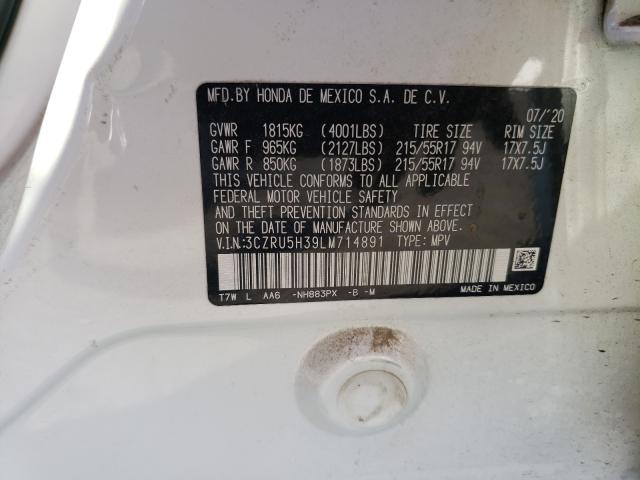 MFD.BY HONDA DE MEXICO S.A. DE C.V.
07/'20
GVWR 1815KG (4001LBS) TIRE SIZE RIM SIZE
GAWR F 965KG (2127LBS) 215/55R17 94V 17X7.5J
GAWR R 850KG (1873LBS) 215/55R17 94V 17X7.5J
THIS VEHICLE CONFORMS TO ALL APPLICABLE
FEDERAL MOTOR VEHICLE SAFETY
AND THEFT PREVENTION STANDARDS IN EFFECT
ON THE DATE OF MANUFACTURE SHOWN ABOVE.
V.I.N:3CZRU5H39LM714891 TYPE: MPV
T7W L AA6 -NH883PX -B -M MADE IN MEXICO